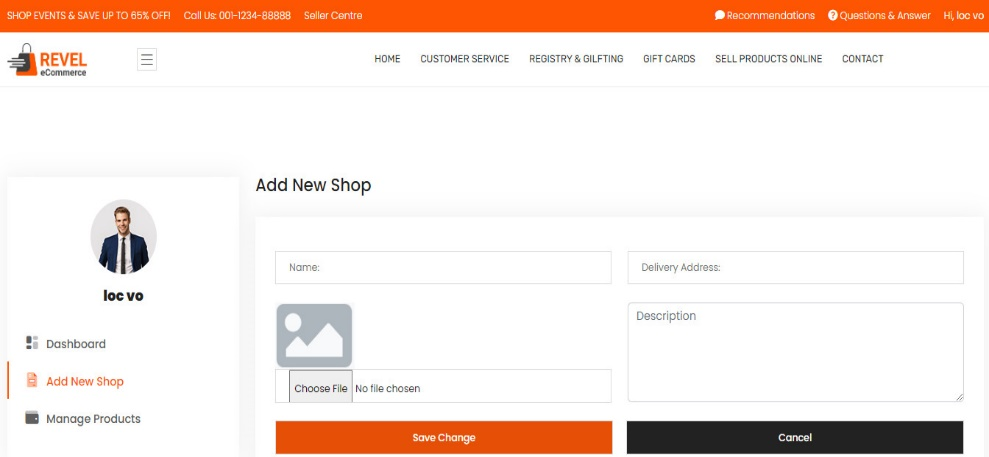 SHOP EVENTS & SAVE UP TO 65% OFF! Call Us: 001-1234-88888 Seller Centre Recommendations Questions & Answer Hi, loc vo
REVEL
eCommerce
HOME CUSTOMER SERVICE REGISTRY & GILFTING GIFT CARDS SELL PRODUCTS ONLINE CONTACT
Add New Shop
loc vo
Dashboard
Add New Shop
Manage Products
Name:
Delivery Address:
Description
Choose File No file chosen
Save Change
Cancel